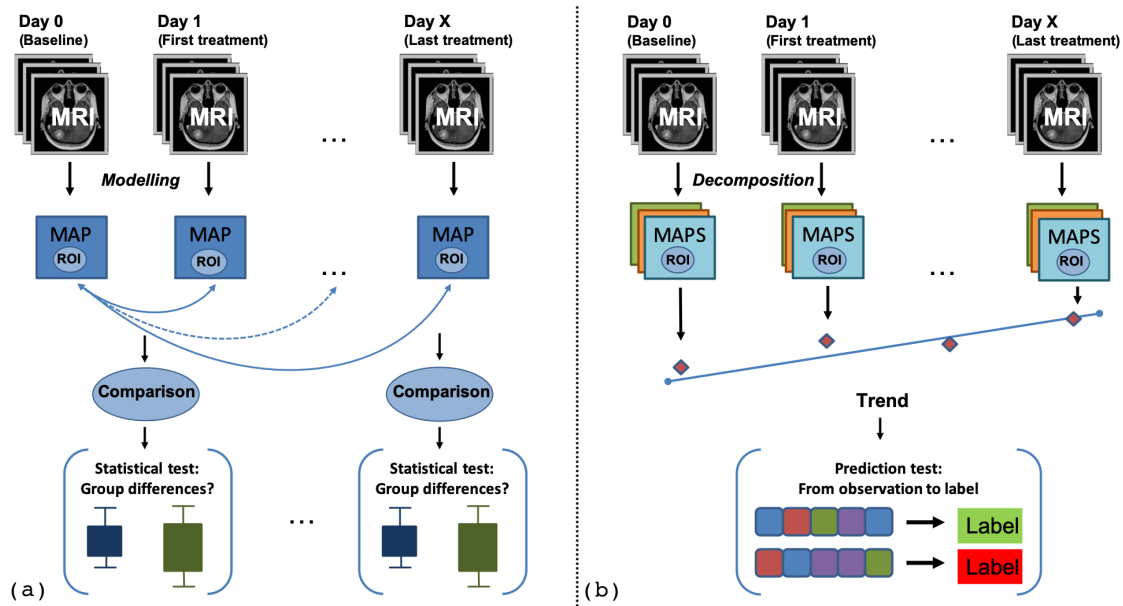 Day 0
(Baseline)
Day 1
(First treatment)
Day X
(Last treatment)
MRI
MRI
...
MRI
Modelling
MAP
ROI
MAP
ROI
...
MAP
ROI
Comparison
Comparison
Statistical test:
Group differences?
...
Statistical test:
Group differences?
(a)
Day 0
(Baseline)
Day 1
(First treatment)
Day X
(Last treatment)
MRI
MRI
...
MRI
Decomposition
MAPS
ROI
MAPS
ROI
...
MAPS
ROI
Trend
Prediction test:
From observation to label
Label
Label
(b)